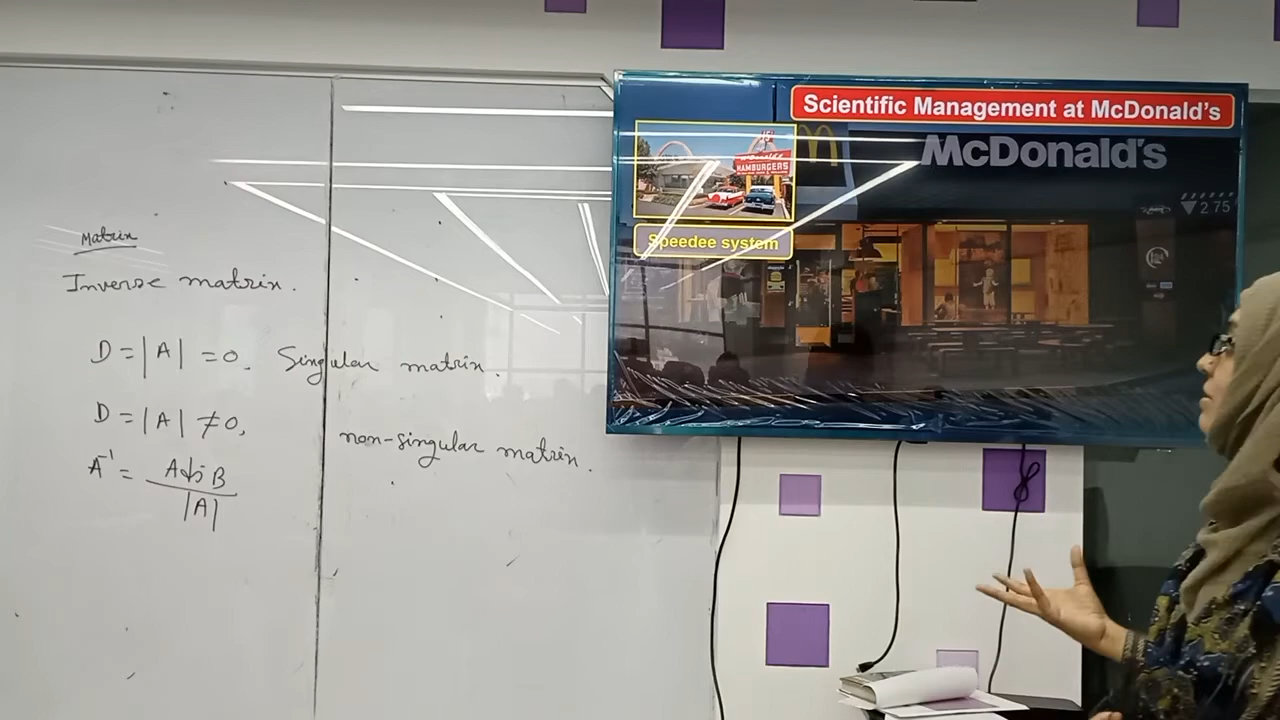 Matrix
Inverse matrix.
D = |A| = 0. Singular matrix.
D = |A| ≠ 0, non-singular matrix.
A⁻¹ = Adj B / |A|
Scientific Management at McDonald's
McDonald's
HAMBURGERS
Speedee system
2.75